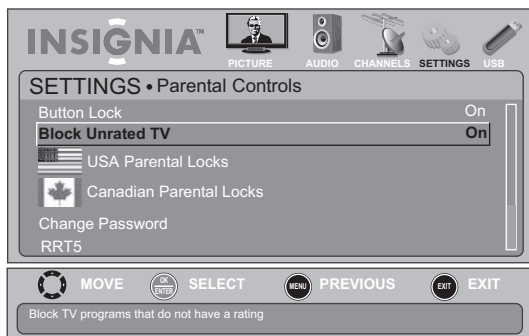 INSIGNIA™
PICTURE AUDIO CHANNELS SETTINGS USB
SETTINGS • Parental Controls
Button Lock On
Block Unrated TV On
USA Parental Locks
Canadian Parental Locks
Change Password
RRT5
MOVE OK ENTER SELECT MENU PREVIOUS EXIT EXIT
Block TV programs that do not have a rating